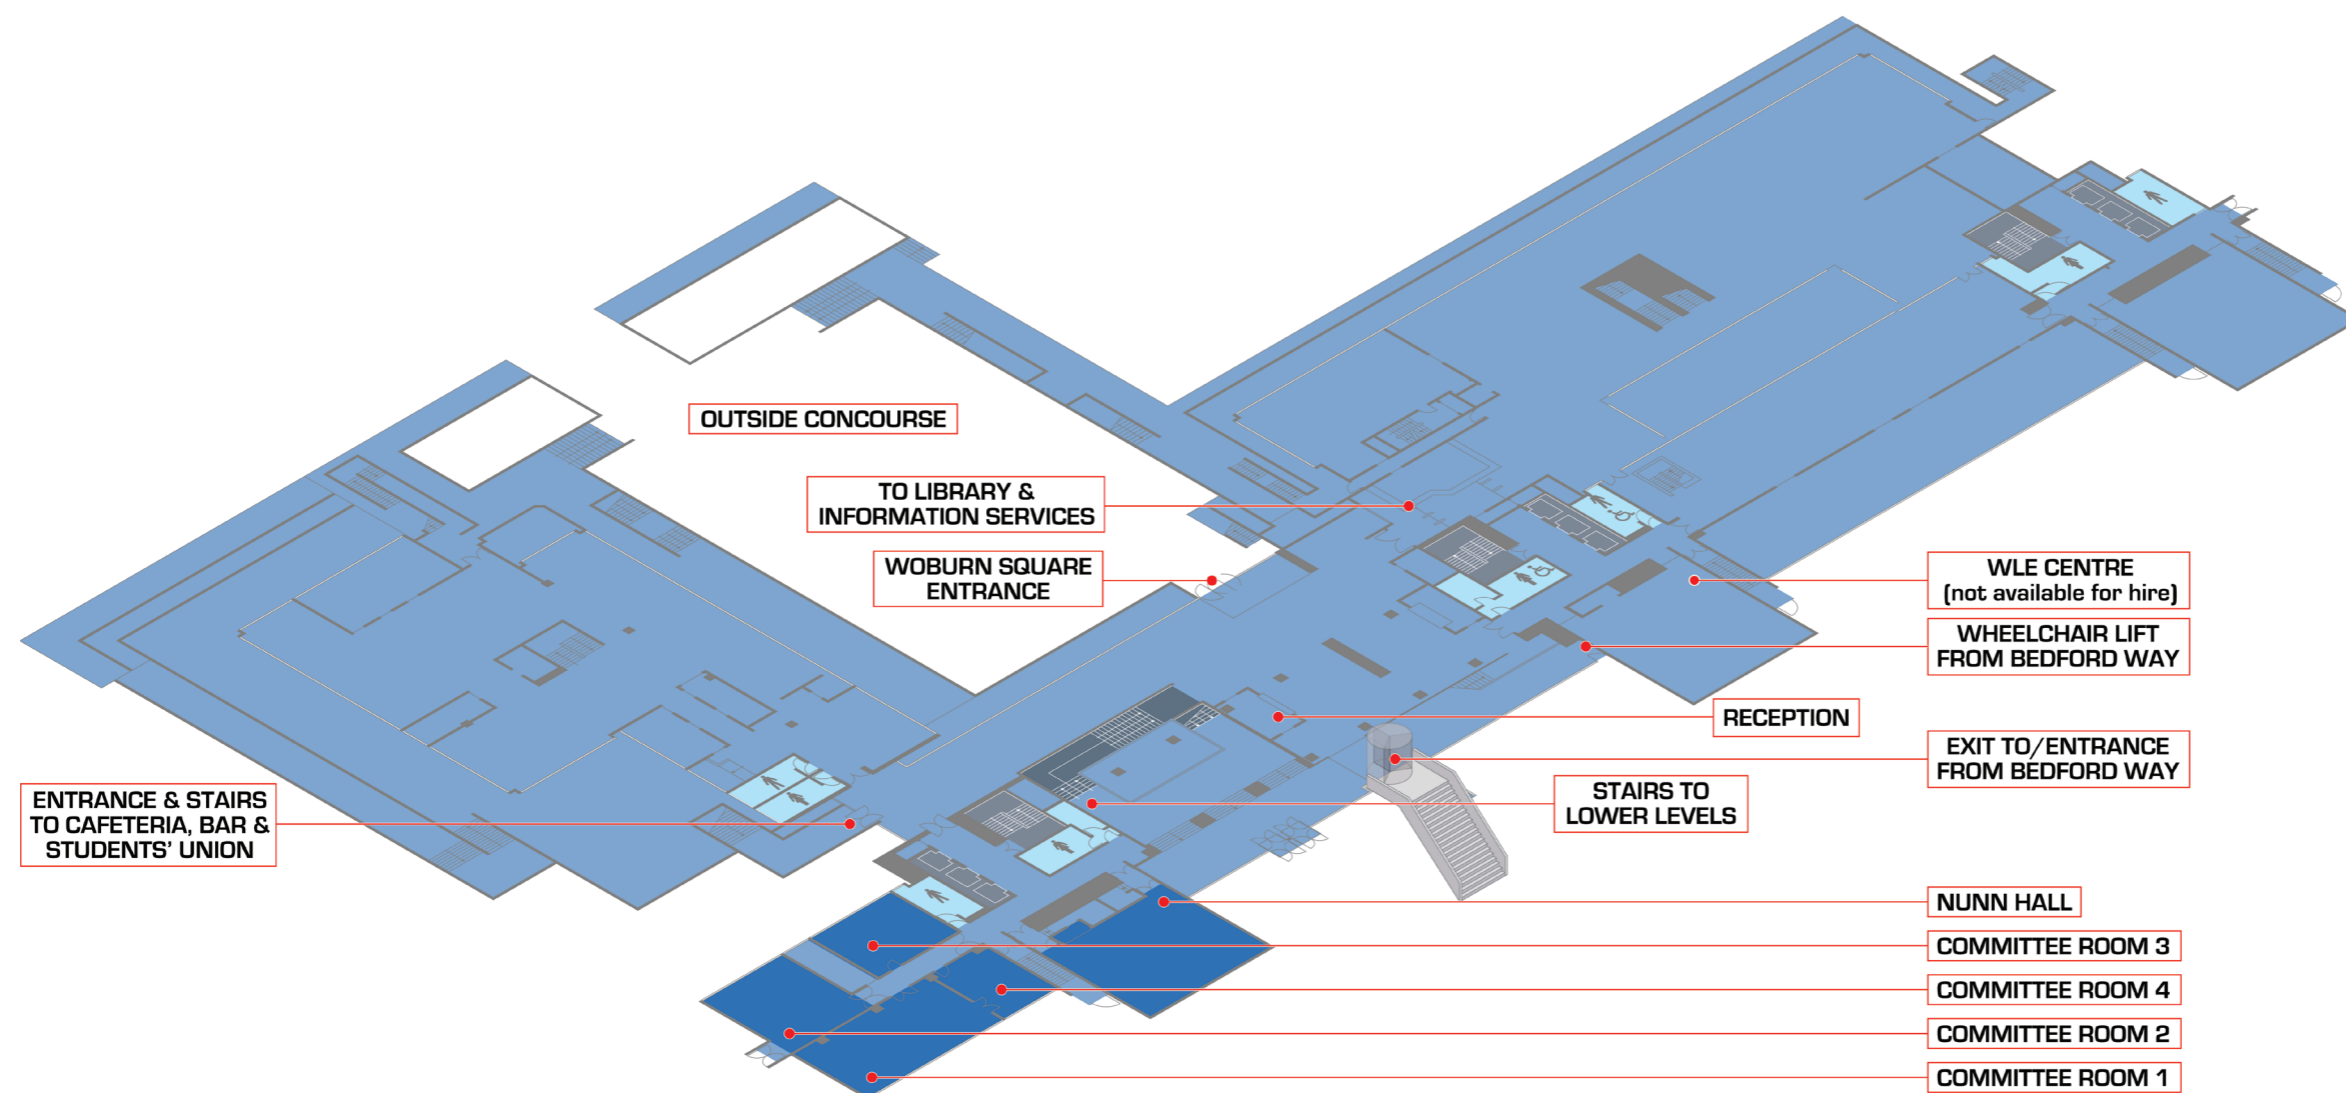 OUTSIDE CONCOURSE
TO LIBRARY &
INFORMATION SERVICES
WOBURN SQUARE
ENTRANCE
WLE CENTRE
(not available for hire)
WHEELCHAIR LIFT
FROM BEDFORD WAY
RECEPTION
EXIT TO/ENTRANCE
FROM BEDFORD WAY
STAIRS TO
LOWER LEVELS
ENTRANCE & STAIRS
TO CAFETERIA, BAR &
STUDENTS' UNION
NUNN HALL
COMMITTEE ROOM 3
COMMITTEE ROOM 4
COMMITTEE ROOM 2
COMMITTEE ROOM 1